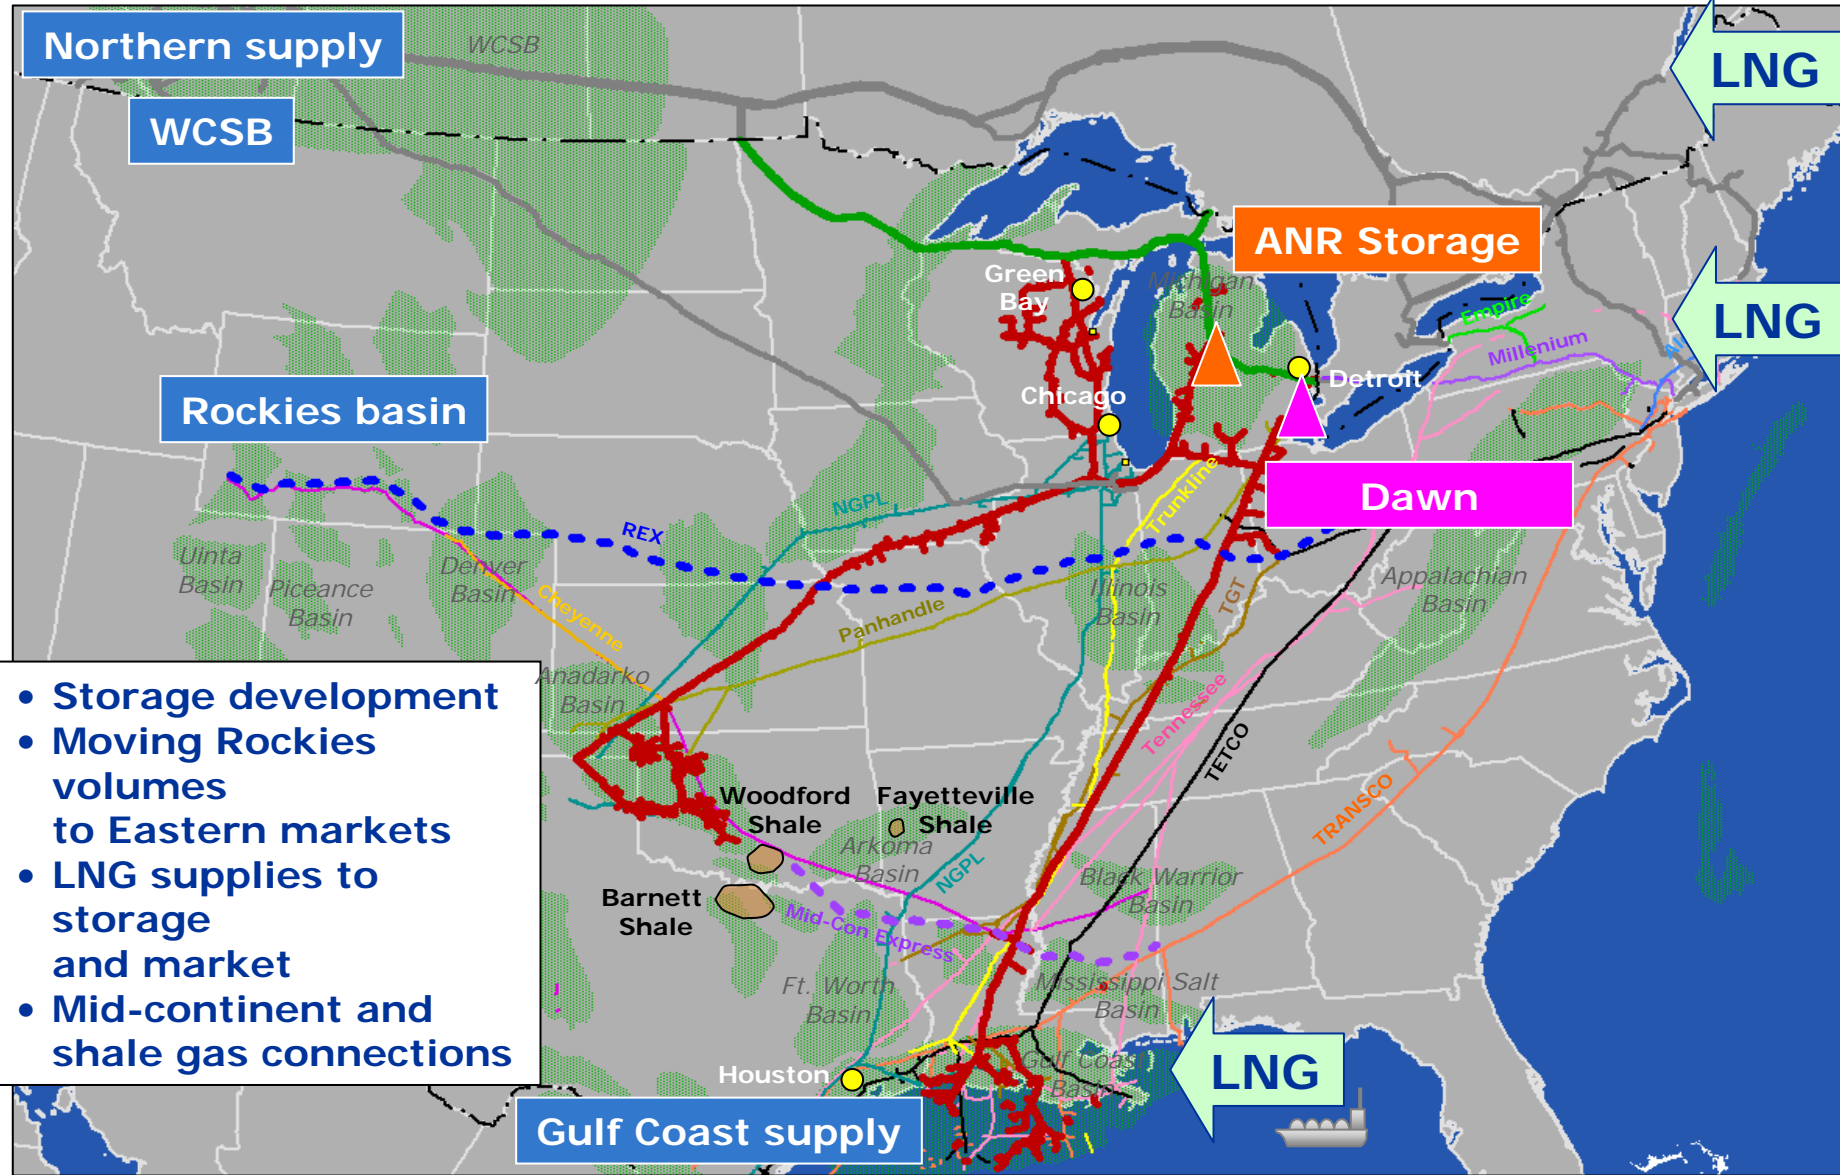 Northern supply
WCSB
WCSB
LNG
ANR Storage
Green
Bay
Michigan
Basin
Empire
Millenium
LNG
Detroit
Chicago
Rockies basin
Dawn
NGPL
Trunkline
REX
Uinta
Basin
Piceance
Basin
Denver
Basin
Cheyenne
Panhandle
Illinois
Basin
TGT
Appalachian
Basin
Anadarko
Basin
Tennessee
TETCO
TRANSCO
• Storage development
• Moving Rockies
volumes
to Eastern markets
• LNG supplies to
storage
and market
• Mid-continent and
shale gas connections
Woodford
Shale
Fayetteville
Shale
Arkoma
Basin
NGPL
Barnett
Shale
Mid-Con Express
Black Warrior
Basin
Ft. Worth
Basin
Mississippi Salt
Basin
Gulf Coast
Basin
Houston
LNG
Gulf Coast supply